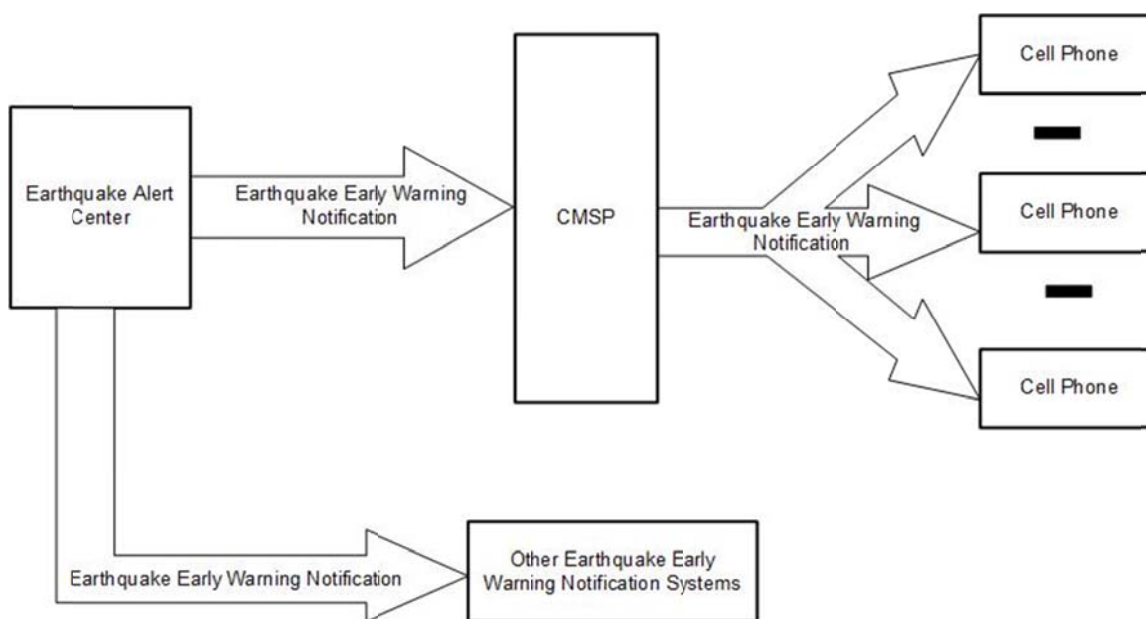 Cell Phone
Earthquake Alert
Center
Earthquake Early Warning
Notification
CMSP
Earthquake Early Warning
Notification
Cell Phone
Cell Phone
Earthquake Early Warning Notification
Other Earthquake Early
Warning Notification Systems